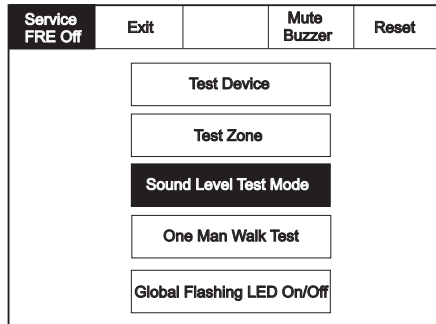 Service
FRE Off
Exit
Mute
Buzzer
Reset
Test Device
Test Zone
Sound Level Test Mode
One Man Walk Test
Global Flashing LED On/Off